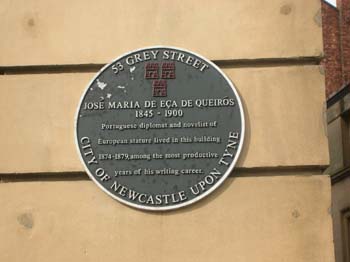 53 GREY STREET
JOSÉ MARIA DE EÇA DE QUEIROS
1845 - 1900
Portuguese diplomat and novelist of
European stature lived in this building
1874-1879, among the most productive
years of his writing career.
CITY OF NEWCASTLE UPON TYNE